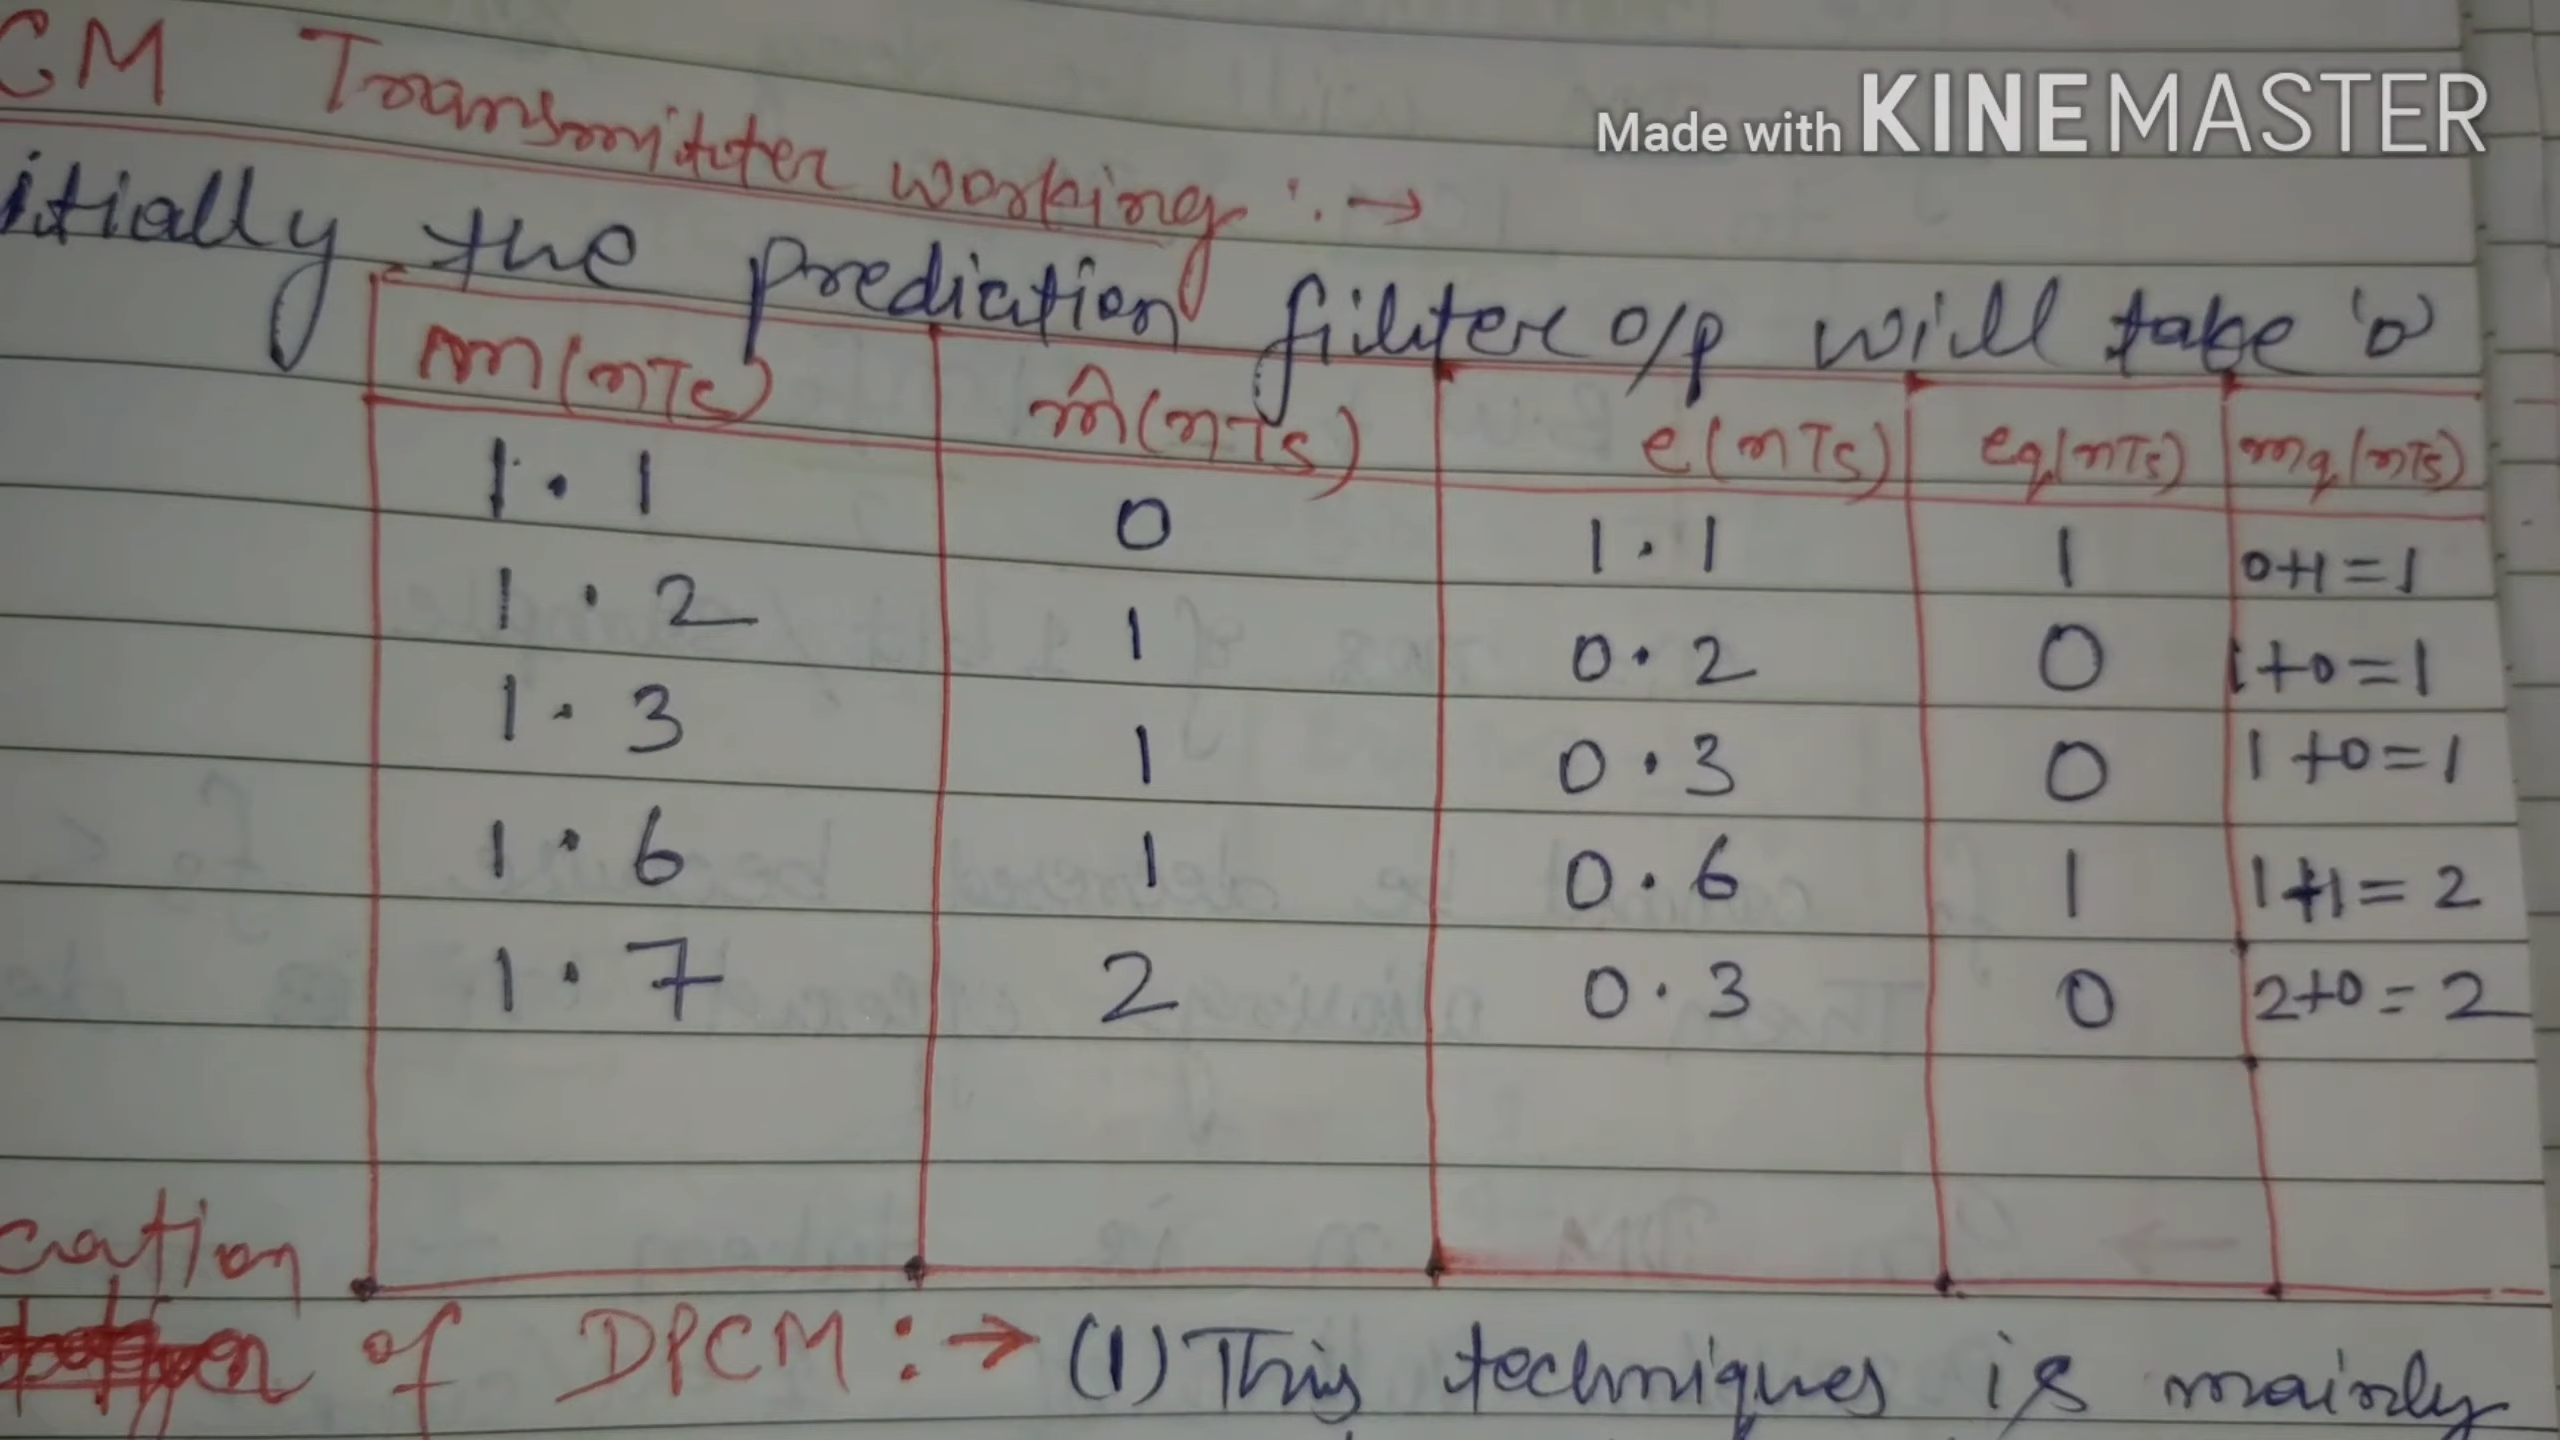 CM Transmitter working :→
Made with KINEMASTER
itially the prediction filter o/p will take '0'
m(nTs) m̂(nTs) e(nTs) eq(nTs) mq(nTs)
1.1 0 1.1 1 0+1=1
1.2 1 0.2 0 1+0=1
1.3 1 0.3 0 1+0=1
1.6 1 0.6 1 1+1=2
1.7 2 0.3 0 2+0=2
cation
of DPCM :→ (1) This techniques is mainly